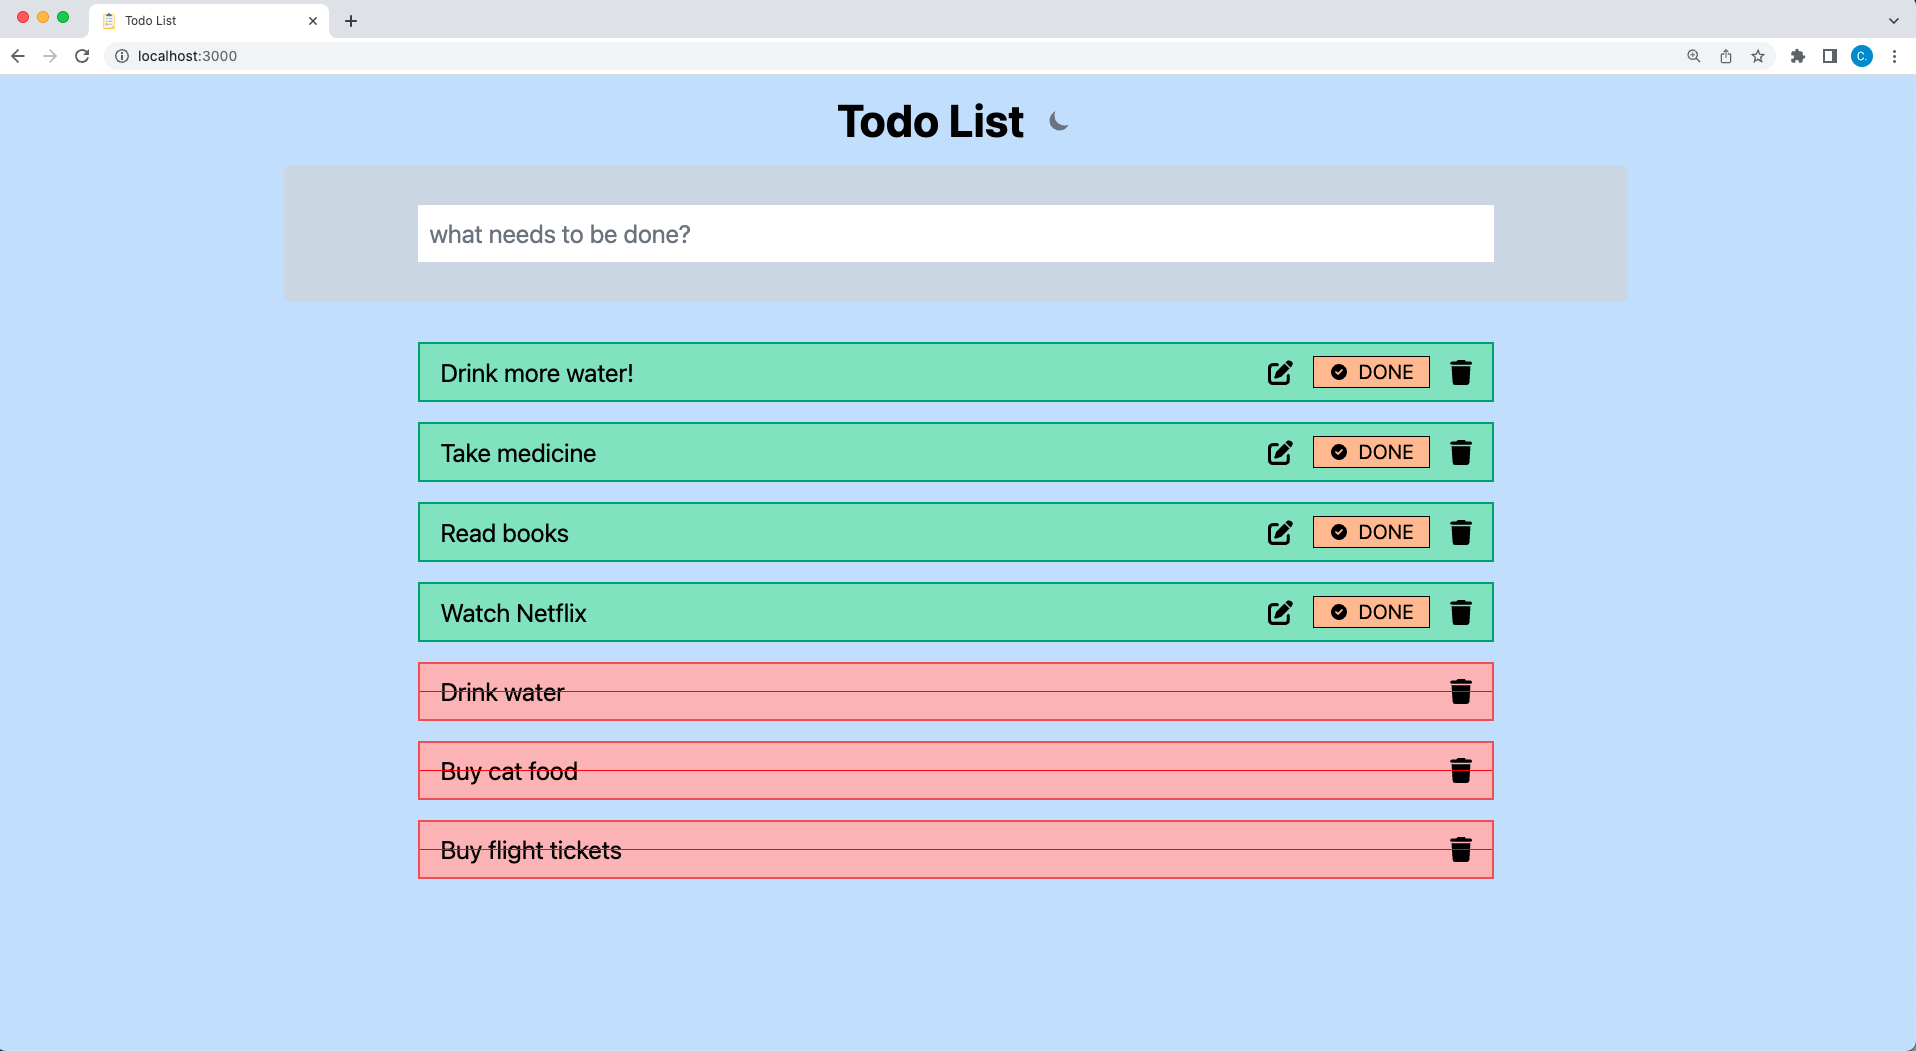 Todo List
localhost:3000
C.
Todo List
what needs to be done?
Drink more water! DONE
Take medicine DONE
Read books DONE
Watch Netflix DONE
Drink water
Buy cat food
Buy flight tickets